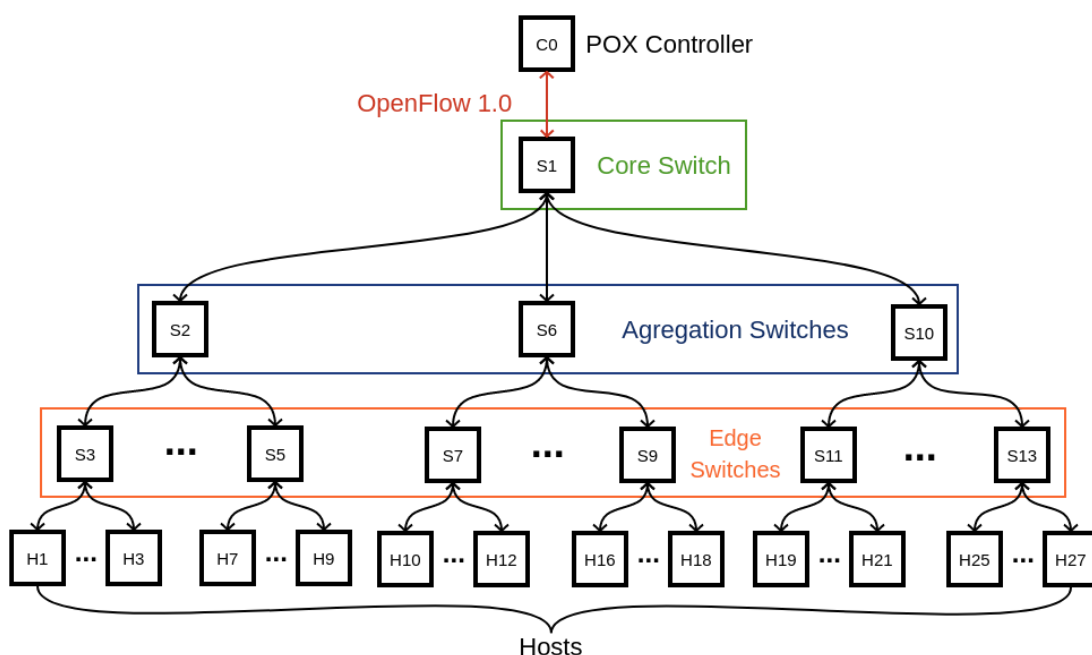 C0
POX Controller
OpenFlow 1.0
S1
Core Switch
S2
S6
Agregation Switches
S10
S3
...
S5
S7
...
S9
Edge
Switches
S11
...
S13
H1
...
H3
H7
...
H9
H10
...
H12
H16
...
H18
H19
...
H21
H25
...
H27
Hosts